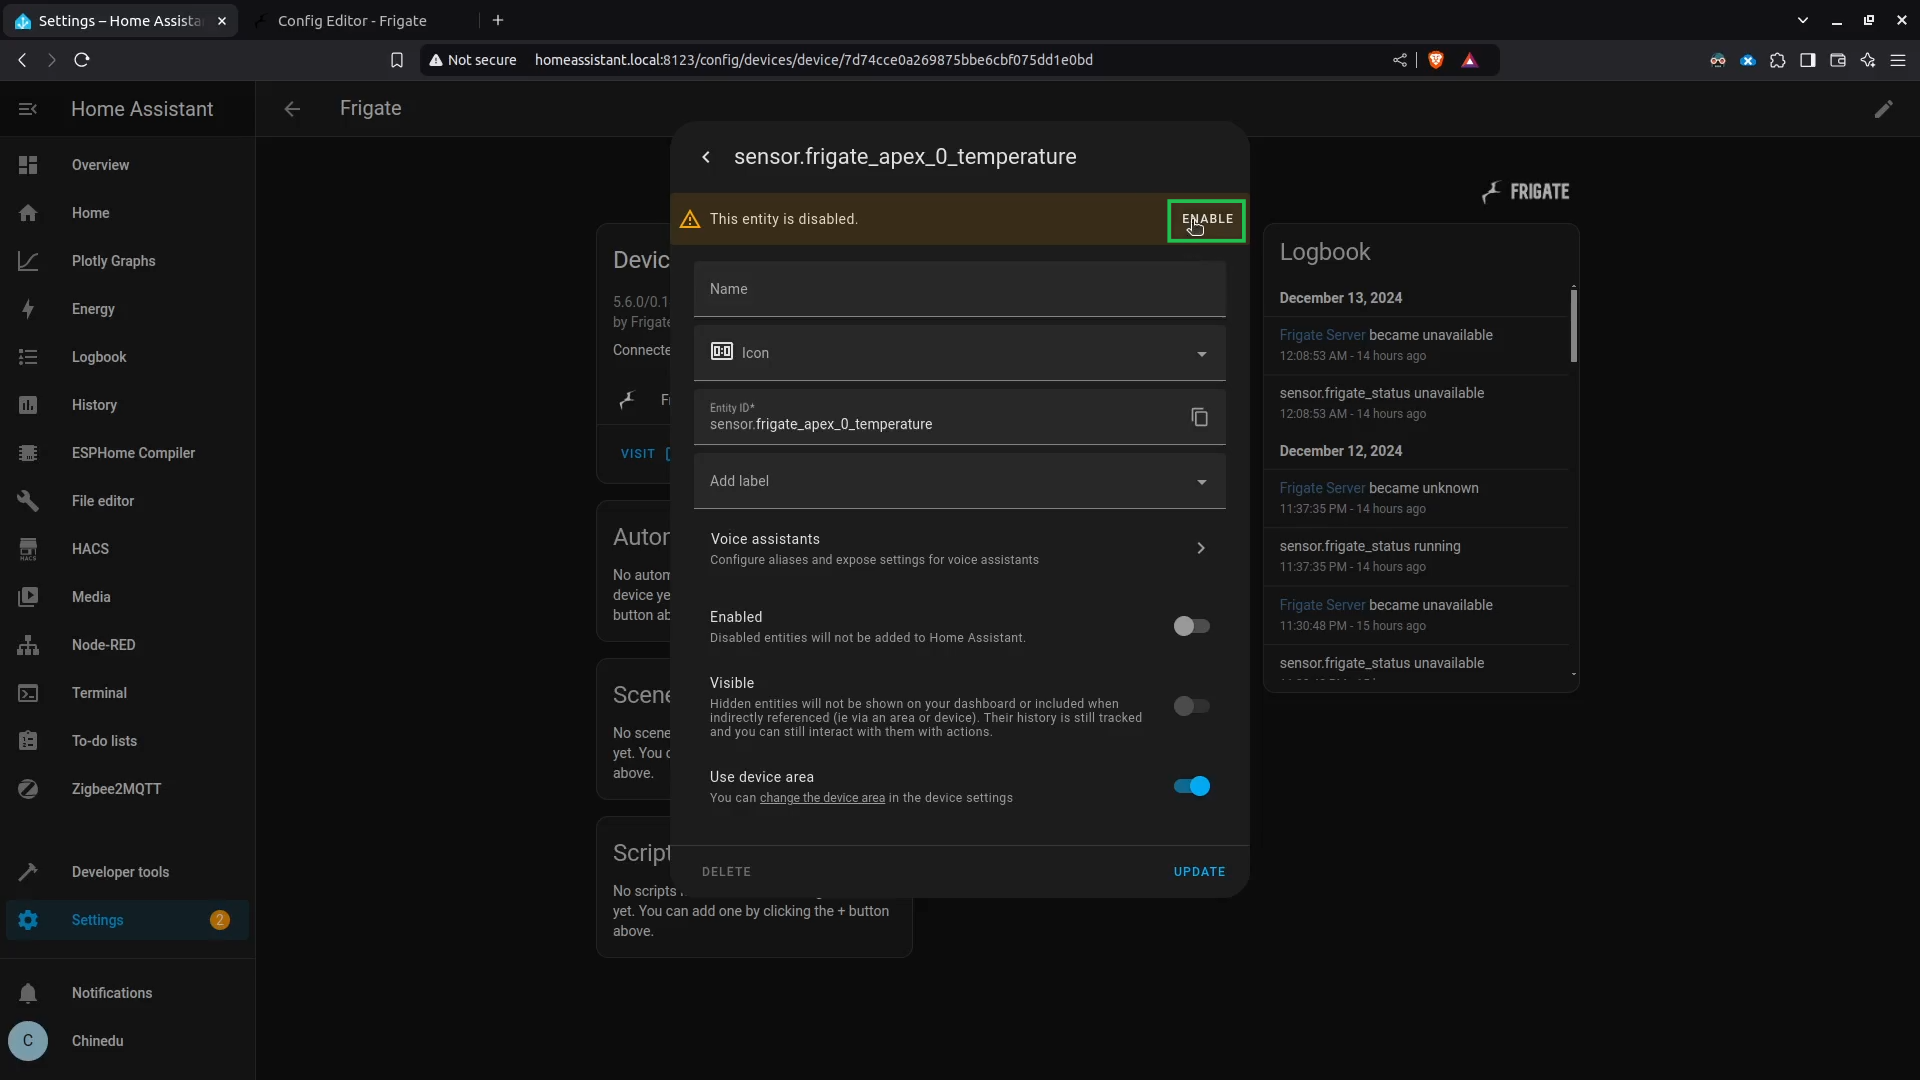 Settings – Home Assista
Config Editor - Frigate
Not secure
homeassistant.local:8123/config/devices/device/7d74cce0a269875bbe6cbf075dd1e0bd
Home Assistant
Frigate
Overview
Home
Plotly Graphs
Energy
Logbook
History
ESPHome Compiler
File editor
HACS
Media
Node-RED
Terminal
To-do lists
Zigbee2MQTT
Developer tools
Settings 2
Notifications
C Chinedu
Devic
5.6.0/0.1
by Frigate
Connecte
Fr
VISIT
Autor
No autom
device ye
button ab
Scene
No scene
yet. You c
above.
Script
No scripts
yet. You can add one by clicking the + button
above.
sensor.frigate_apex_0_temperature
This entity is disabled.
ENABLE
Name
Icon
Entity ID*
sensor.frigate_apex_0_temperature
Add label
Voice assistants
Configure aliases and expose settings for voice assistants
Enabled
Disabled entities will not be added to Home Assistant.
Visible
Hidden entities will not be shown on your dashboard or included when
indirectly referenced (ie via an area or device). Their history is still tracked
and you can still interact with them with actions.
Use device area
You can change the device area in the device settings
DELETE
UPDATE
FRIGATE
Logbook
December 13, 2024
Frigate Server became unavailable
12:08:53 AM - 14 hours ago
sensor.frigate_status unavailable
12:08:53 AM - 14 hours ago
December 12, 2024
Frigate Server became unknown
11:37:35 PM - 14 hours ago
sensor.frigate_status running
11:37:35 PM - 14 hours ago
Frigate Server became unavailable
11:30:48 PM - 15 hours ago
sensor.frigate_status unavailable